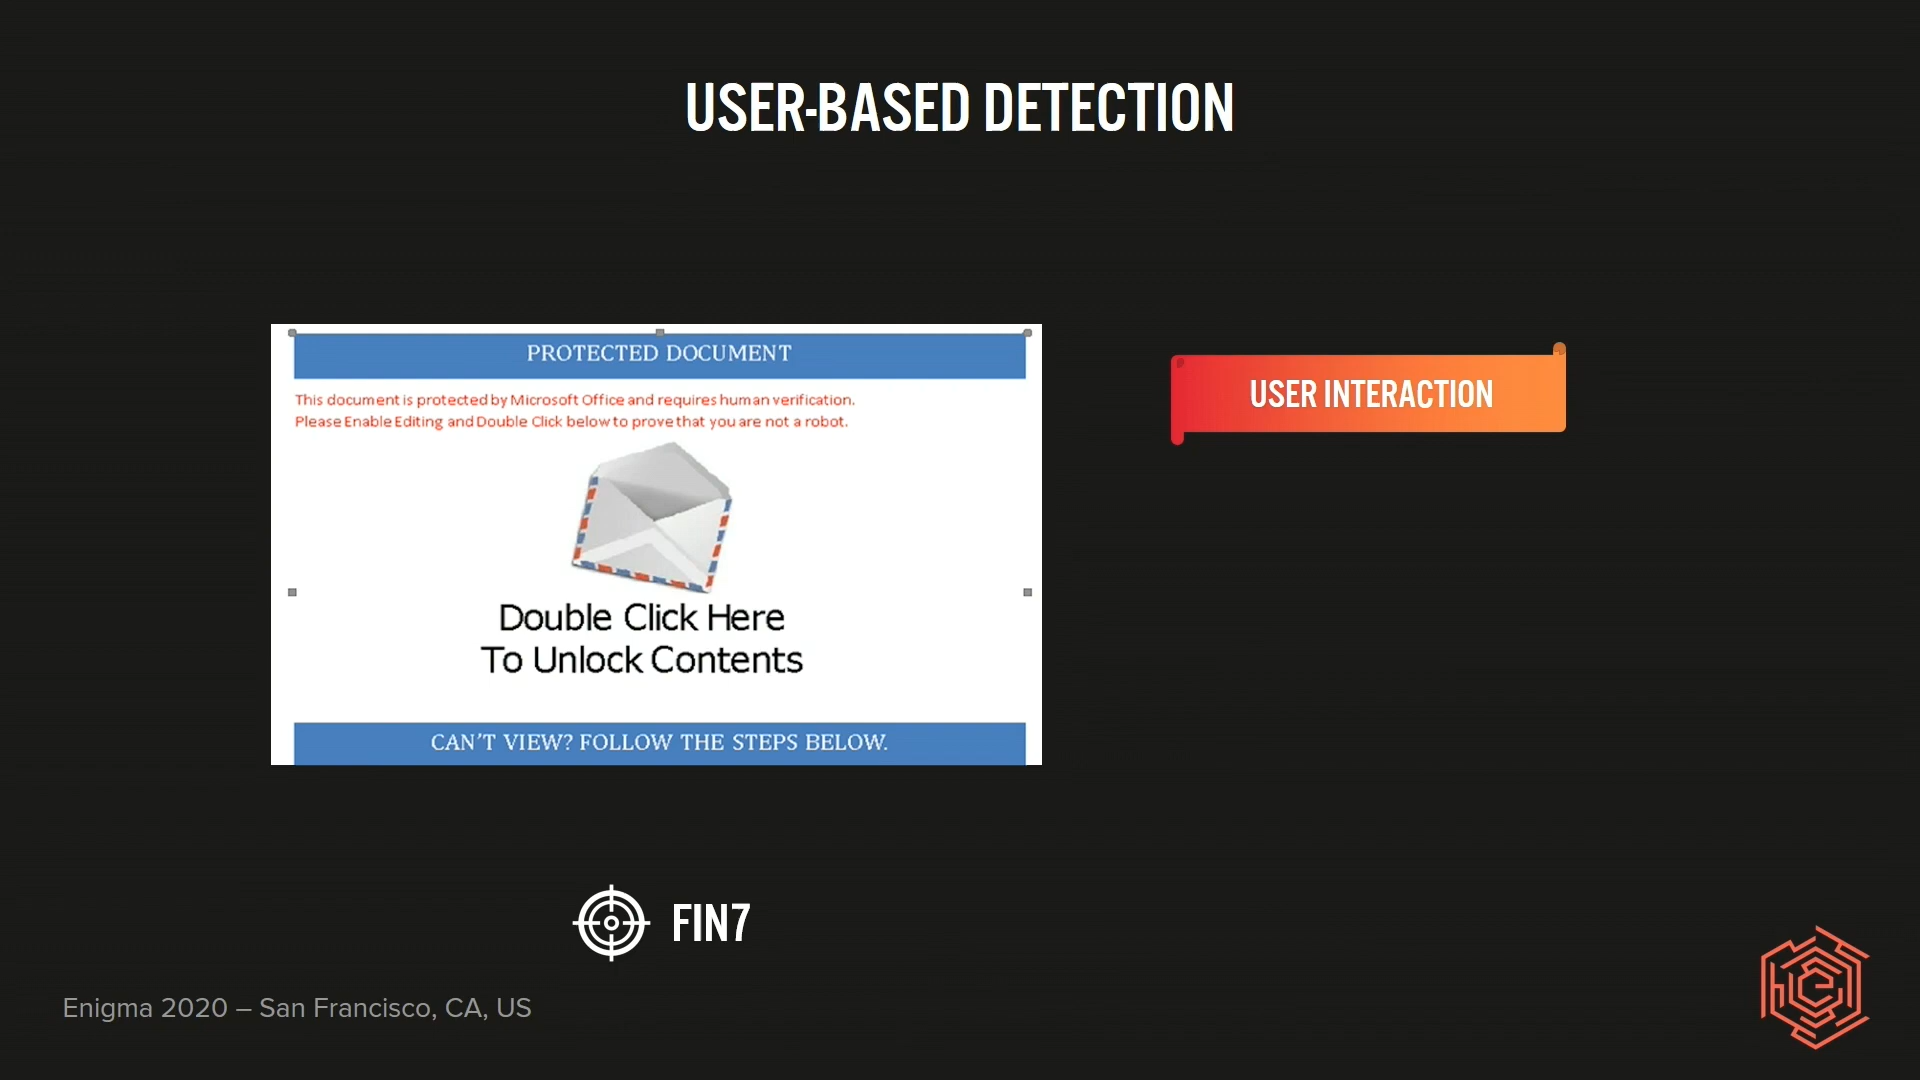 USER-BASED DETECTION
PROTECTED DOCUMENT
This document is protected by Microsoft Office and requires human verification.
Please Enable Editing and Double Click below to prove that you are not a robot.
Double Click Here
To Unlock Contents
CAN'T VIEW? FOLLOW THE STEPS BELOW.
USER INTERACTION
FIN7
Enigma 2020 – San Francisco, CA, US